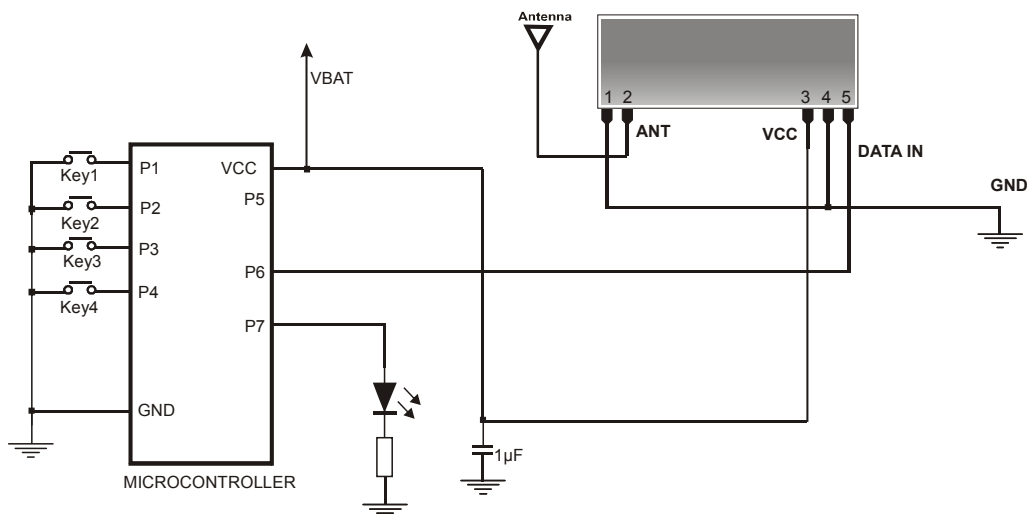 Antenna
VBAT
1 2 3 4 5
ANT
VCC
DATA IN
GND
Key1
Key2
Key3
Key4
P1
P2
P3
P4
GND
VCC
P5
P6
P7
1µF
MICROCONTROLLER